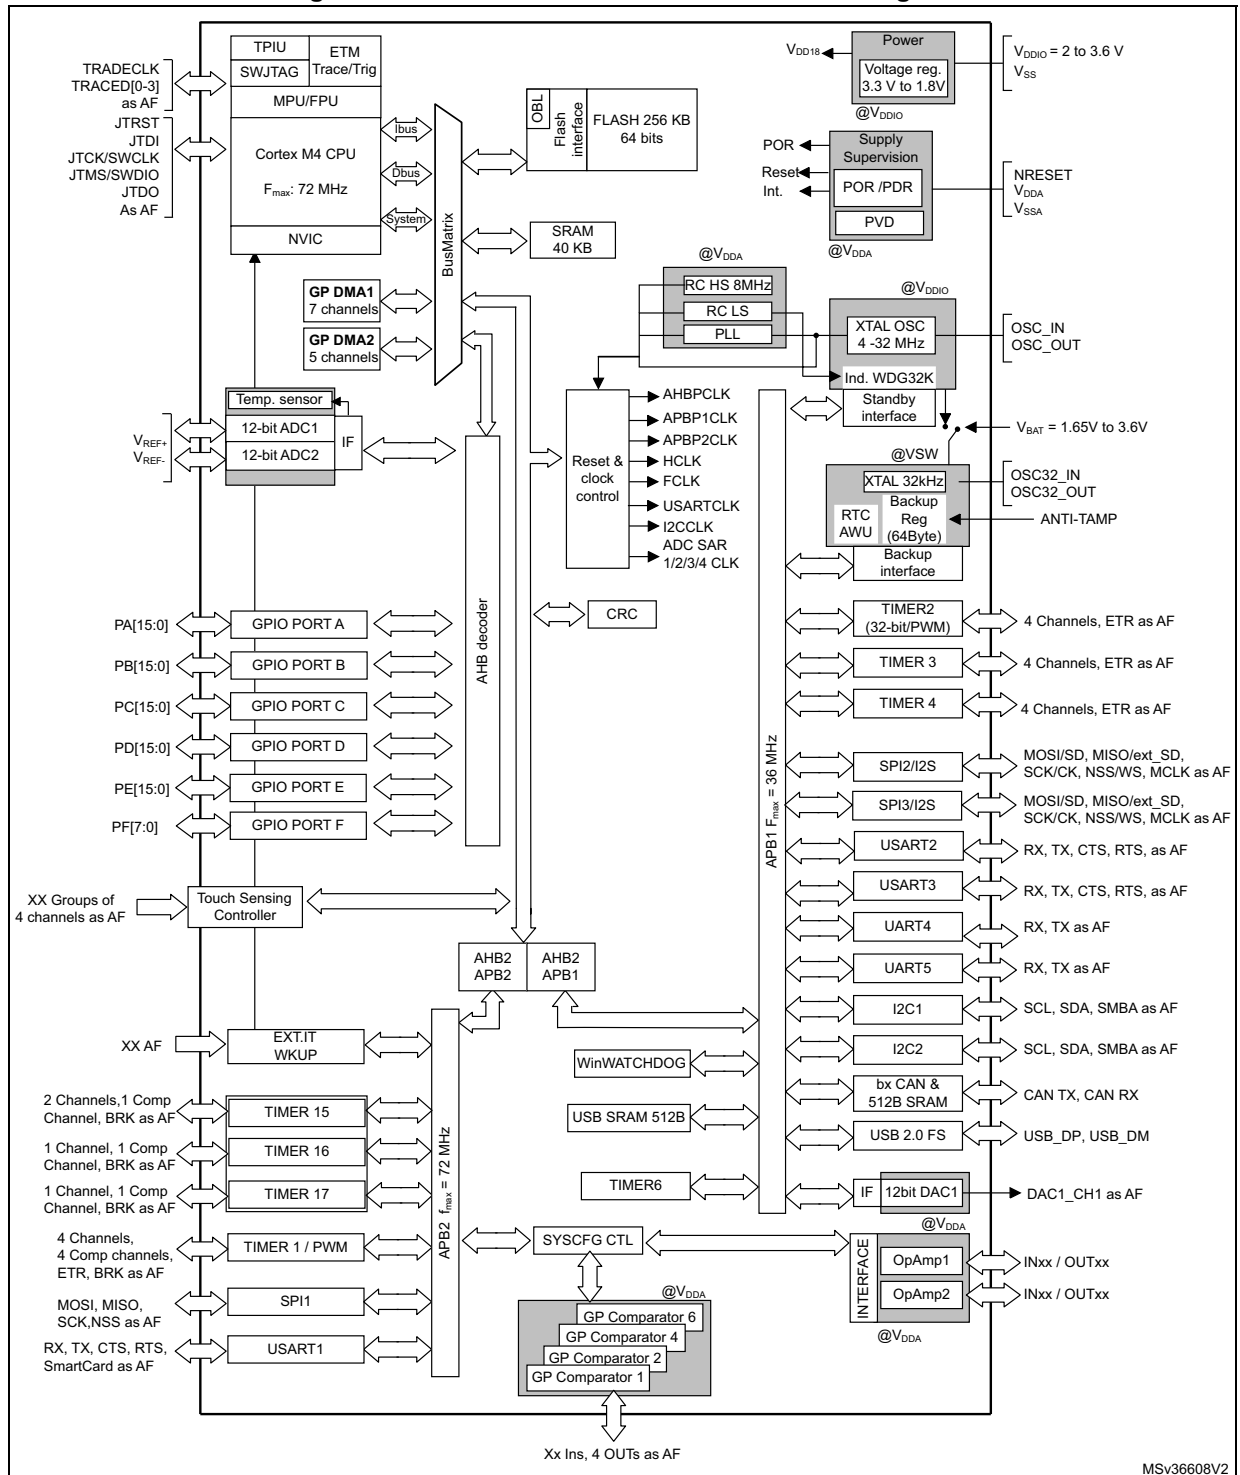 TPIU
SWJTAG
ETM
Trace/Trig
MPU/FPU
Cortex M4 CPU
Fmax: 72 MHz
NVIC
TRADECLK
TRACED[0-3]
as AF
JTRST
JTDI
JTCK/SWCLK
JTMS/SWDIO
JTDO
As AF
Ibus
Dbus
System
BusMatrix
OBL
Flash
interface
FLASH 256 KB
64 bits
SRAM
40 KB
GP DMA1
7 channels
GP DMA2
5 channels
VDD18
Power
Voltage reg.
3.3 V to 1.8V
@VDDIO
VDDIO = 2 to 3.6 V
VSS
POR
Reset
Int.
Supply
Supervision
POR /PDR
PVD
@VDDA
NRESET
VDDA
VSSA
@VDDA
RC HS 8MHz
RC LS
PLL
@VDDIO
XTAL OSC
4 -32 MHz
Ind. WDG32K
Standby
interface
OSC_IN
OSC_OUT
VBAT = 1.65V to 3.6V
@VSW
XTAL 32kHz
RTC
AWU
Backup
Reg
(64Byte)
Backup
interface
OSC32_IN
OSC32_OUT
ANTI-TAMP
Reset &
clock
control
AHBPCLK
APBP1CLK
APBP2CLK
HCLK
FCLK
USARTCLK
I2CCLK
ADC SAR
1/2/3/4 CLK
VREF+
VREF-
Temp. sensor
12-bit ADC1
12-bit ADC2
IF
AHB decoder
CRC
PA[15:0]
GPIO PORT A
PB[15:0]
GPIO PORT B
PC[15:0]
GPIO PORT C
PD[15:0]
GPIO PORT D
PE[15:0]
GPIO PORT E
PF[7:0]
GPIO PORT F
XX Groups of
4 channels as AF
Touch Sensing
Controller
AHB2
APB2
AHB2
APB1
APB1 Fmax = 36 MHz
TIMER2
(32-bit/PWM)
4 Channels, ETR as AF
TIMER 3
4 Channels, ETR as AF
TIMER 4
4 Channels, ETR as AF
SPI2/I2S
MOSI/SD, MISO/ext_SD,
SCK/CK, NSS/WS, MCLK as AF
SPI3/I2S
MOSI/SD, MISO/ext_SD,
SCK/CK, NSS/WS, MCLK as AF
USART2
RX, TX, CTS, RTS, as AF
USART3
RX, TX, CTS, RTS, as AF
UART4
RX, TX as AF
UART5
RX, TX as AF
I2C1
SCL, SDA, SMBA as AF
I2C2
SCL, SDA, SMBA as AF
bx CAN &
512B SRAM
CAN TX, CAN RX
USB 2.0 FS
USB_DP, USB_DM
IF
12bit DAC1
DAC1_CH1 as AF
@VDDA
WinWATCHDOG
USB SRAM 512B
TIMER6
XX AF
EXT.IT
WKUP
2 Channels,1 Comp
Channel, BRK as AF
TIMER 15
1 Channel, 1 Comp
Channel, BRK as AF
TIMER 16
1 Channel, 1 Comp
Channel, BRK as AF
TIMER 17
4 Channels,
4 Comp channels,
ETR, BRK as AF
TIMER 1 / PWM
MOSI, MISO,
SCK,NSS as AF
SPI1
RX, TX, CTS, RTS,
SmartCard as AF
USART1
APB2 fmax = 72 MHz
SYSCFG CTL
@VDDA
GP Comparator 6
GP Comparator 4
GP Comparator 2
GP Comparator 1
Xx Ins, 4 OUTs as AF
INTERFACE
OpAmp1
INxx / OUTxx
OpAmp2
INxx / OUTxx
@VDDA
MSv36608V2